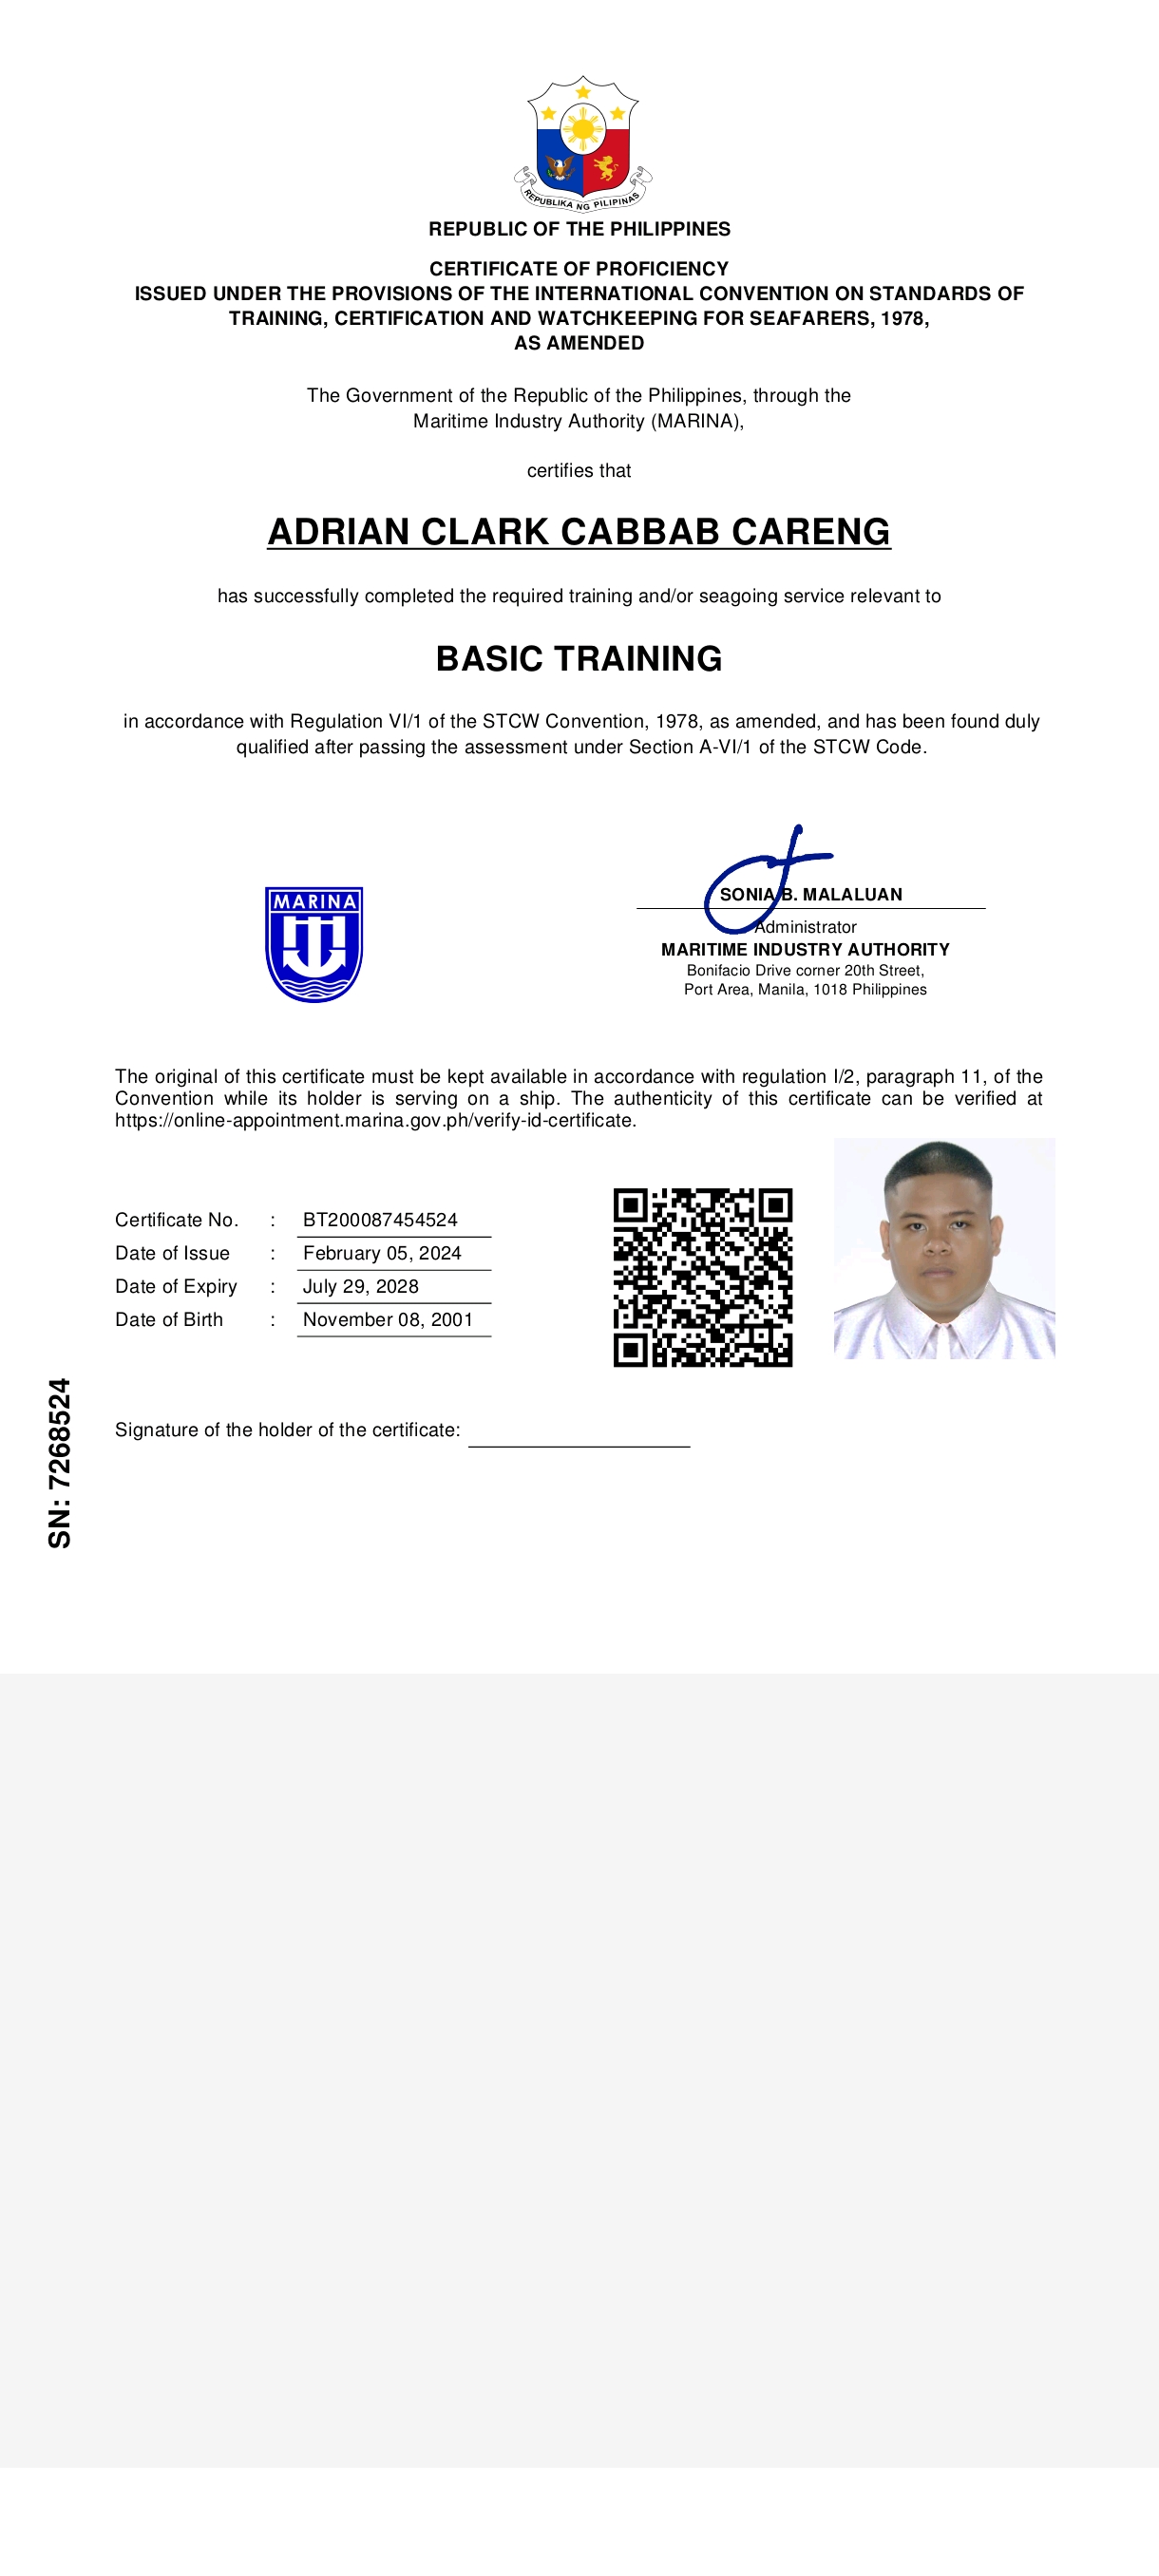 REPUBLIKA NG PILIPINAS
REPUBLIC OF THE PHILIPPINES
CERTIFICATE OF PROFICIENCY
ISSUED UNDER THE PROVISIONS OF THE INTERNATIONAL CONVENTION ON STANDARDS OF
TRAINING, CERTIFICATION AND WATCHKEEPING FOR SEAFARERS, 1978,
AS AMENDED
The Government of the Republic of the Philippines, through the
Maritime Industry Authority (MARINA),
certifies that
ADRIAN CLARK CABBAB CARENG
has successfully completed the required training and/or seagoing service relevant to
BASIC TRAINING
in accordance with Regulation VI/1 of the STCW Convention, 1978, as amended, and has been found duly
qualified after passing the assessment under Section A-VI/1 of the STCW Code.
MARINA
SONIA B. MALALUAN
Administrator
MARITIME INDUSTRY AUTHORITY
Bonifacio Drive corner 20th Street,
Port Area, Manila, 1018 Philippines
The original of this certificate must be kept available in accordance with regulation I/2, paragraph 11, of the
Convention while its holder is serving on a ship. The authenticity of this certificate can be verified at
https://online-appointment.marina.gov.ph/verify-id-certificate.
Certificate No. : BT200087454524
Date of Issue : February 05, 2024
Date of Expiry : July 29, 2028
Date of Birth : November 08, 2001
Signature of the holder of the certificate:
SN: 7268524